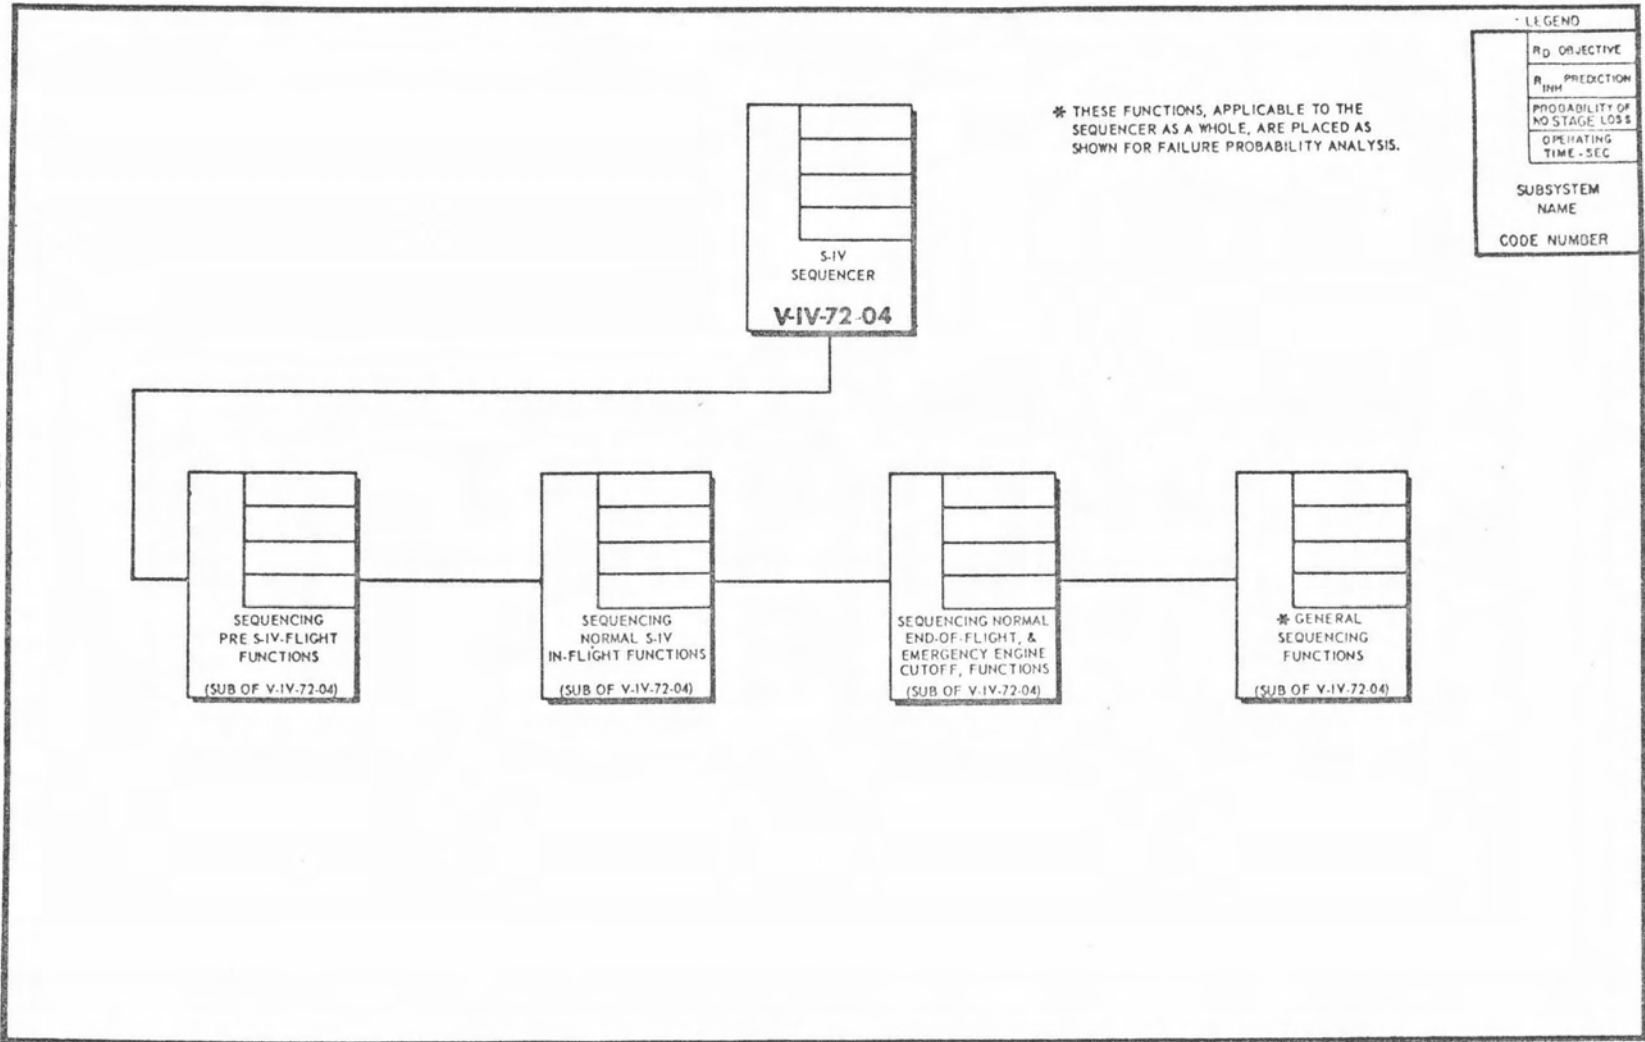 LEGEND
RD OBJECTIVE
RINH PREDICTION
PROBABILITY OF
NO STAGE LOSS
OPERATING
TIME - SEC
SUBSYSTEM
NAME
CODE NUMBER
* THESE FUNCTIONS, APPLICABLE TO THE
SEQUENCER AS A WHOLE, ARE PLACED AS
SHOWN FOR FAILURE PROBABILITY ANALYSIS.
S-IV
SEQUENCER
V-IV-72-04
SEQUENCING
PRE S-IV-FLIGHT
FUNCTIONS
(SUB OF V-IV-72-04)
SEQUENCING
NORMAL S-IV
IN-FLIGHT FUNCTIONS
(SUB OF V-IV-72-04)
SEQUENCING NORMAL
END-OF-FLIGHT, &
EMERGENCY ENGINE
CUTOFF, FUNCTIONS
(SUB OF V-IV-72-04)
* GENERAL
SEQUENCING
FUNCTIONS
(SUB OF V-IV-72-04)